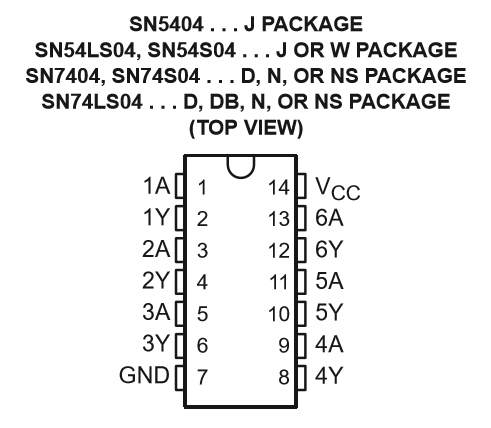 SN5404 . . . J PACKAGE
SN54LS04, SN54S04 . . . J OR W PACKAGE
SN7404, SN74S04 . . . D, N, OR NS PACKAGE
SN74LS04 . . . D, DB, N, OR NS PACKAGE
(TOP VIEW)
1A 1 14 VCC
1Y 2 13 6A
2A 3 12 6Y
2Y 4 11 5A
3A 5 10 5Y
3Y 6 9 4A
GND 7 8 4Y